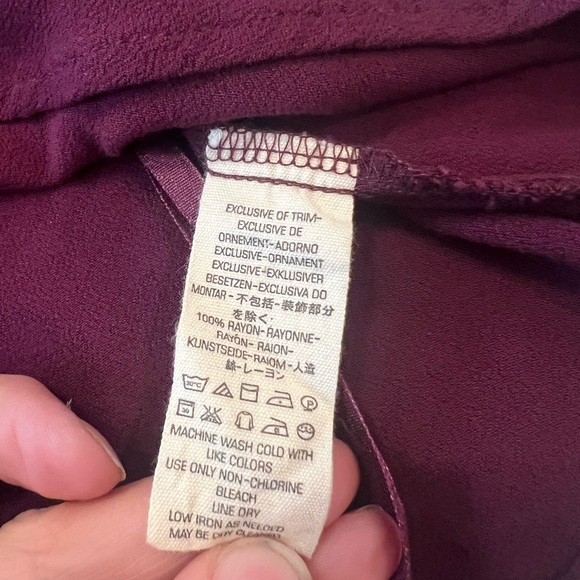 EXCLUSIVE OF TRIM-
EXCLUSIVE DE
ORNEMENT-ADORNO
EXCLUSIVE-ORNAMENT
EXCLUSIVE-EXKLUSIVER
BESETZEN-EXCLUSIVA DO
MONTAR-不包括-装飾部分
を除く·
100% RAYON-RAYONNE-
RAYÓN-RAION-
KUNSTSEIDE-RAIOM-人造
絲-レーヨン
30°C P
30
MACHINE WASH COLD WITH
LIKE COLORS
USE ONLY NON-CHLORINE
BLEACH
LINE DRY
LOW IRON AS NEEDED
MAY BE DRY CLEANED